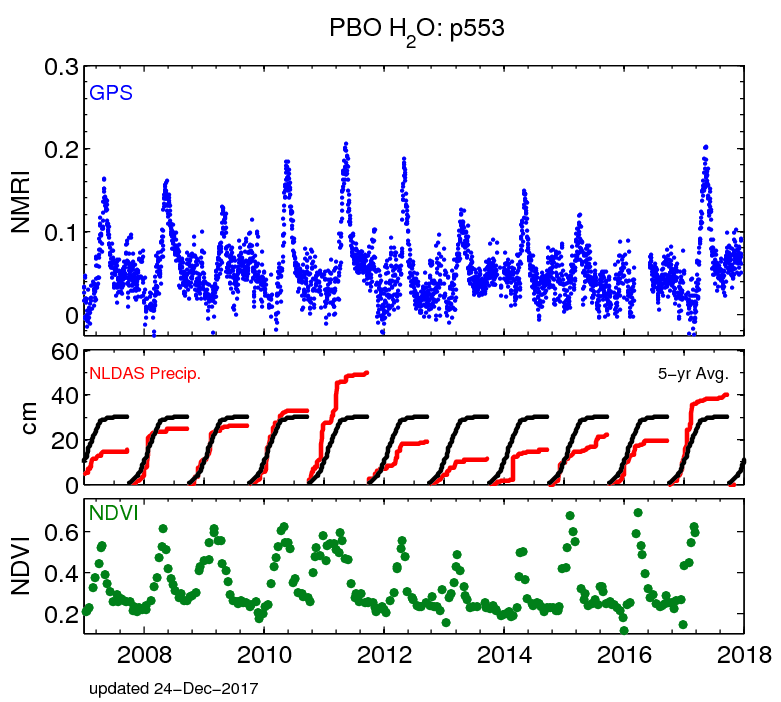 PBO H₂O: p553
0.3
GPS
0.2
NMRI
0.1
0
60
NLDAS Precip. 5−yr Avg.
40
cm
20
0
NDVI
0.6
NDVI
0.4
0.2
2008 2010 2012 2014 2016 2018
updated 24−Dec−2017